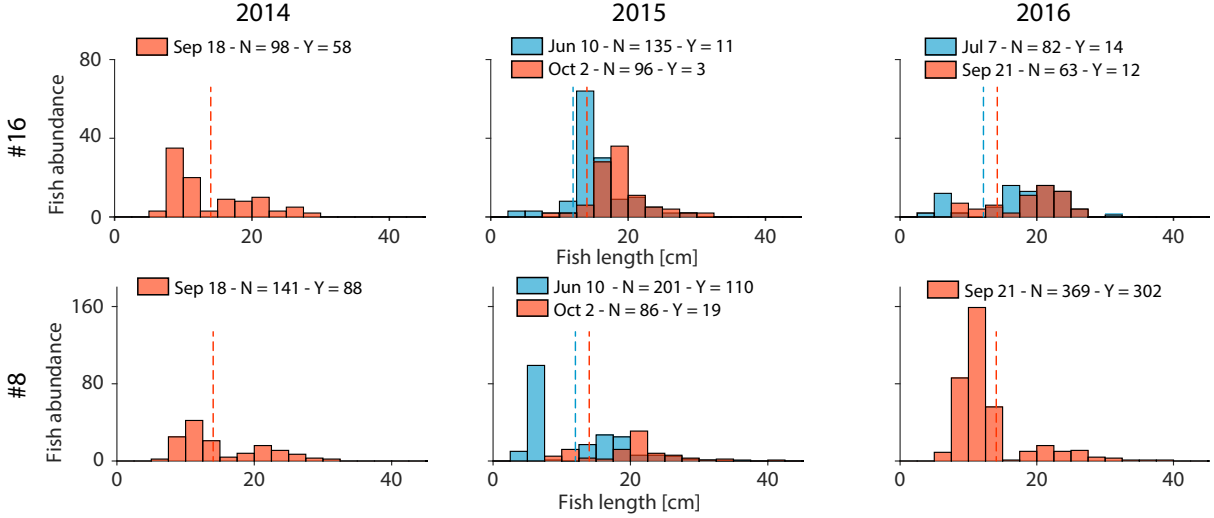 2014 2015 2016
Sep 18 - N = 98 - Y = 58
Jun 10 - N = 135 - Y = 11
Oct 2 - N = 96 - Y = 3
Jul 7 - N = 82 - Y = 14
Sep 21 - N = 63 - Y = 12
#16
Fish abundance
80
40
0
0 20 40
0 20 40
0 20 40
Fish length [cm]
Sep 18 - N = 141 - Y = 88
Jun 10 - N = 201 - Y = 110
Oct 2 - N = 86 - Y = 19
Sep 21 - N = 369 - Y = 302
#8
Fish abundance
160
80
0
0 20 40
0 20 40
0 20 40
Fish length [cm]